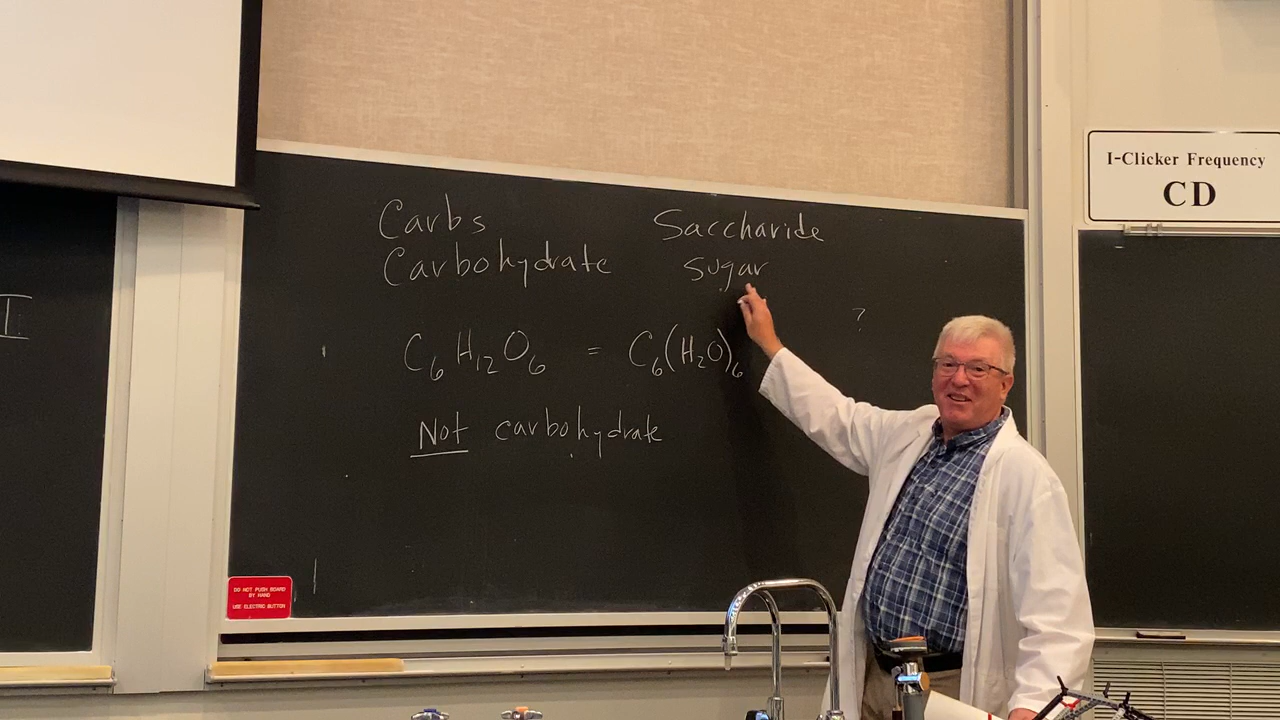 Carbs
Carbohydrate
Saccharide
sugar
?
C₆H₁₂O₆ = C₆(H₂O)₆
Not carbohydrate
I-Clicker Frequency
CD
DO NOT PUSH BOARD
BY HAND
USE ELECTRIC BUTTON